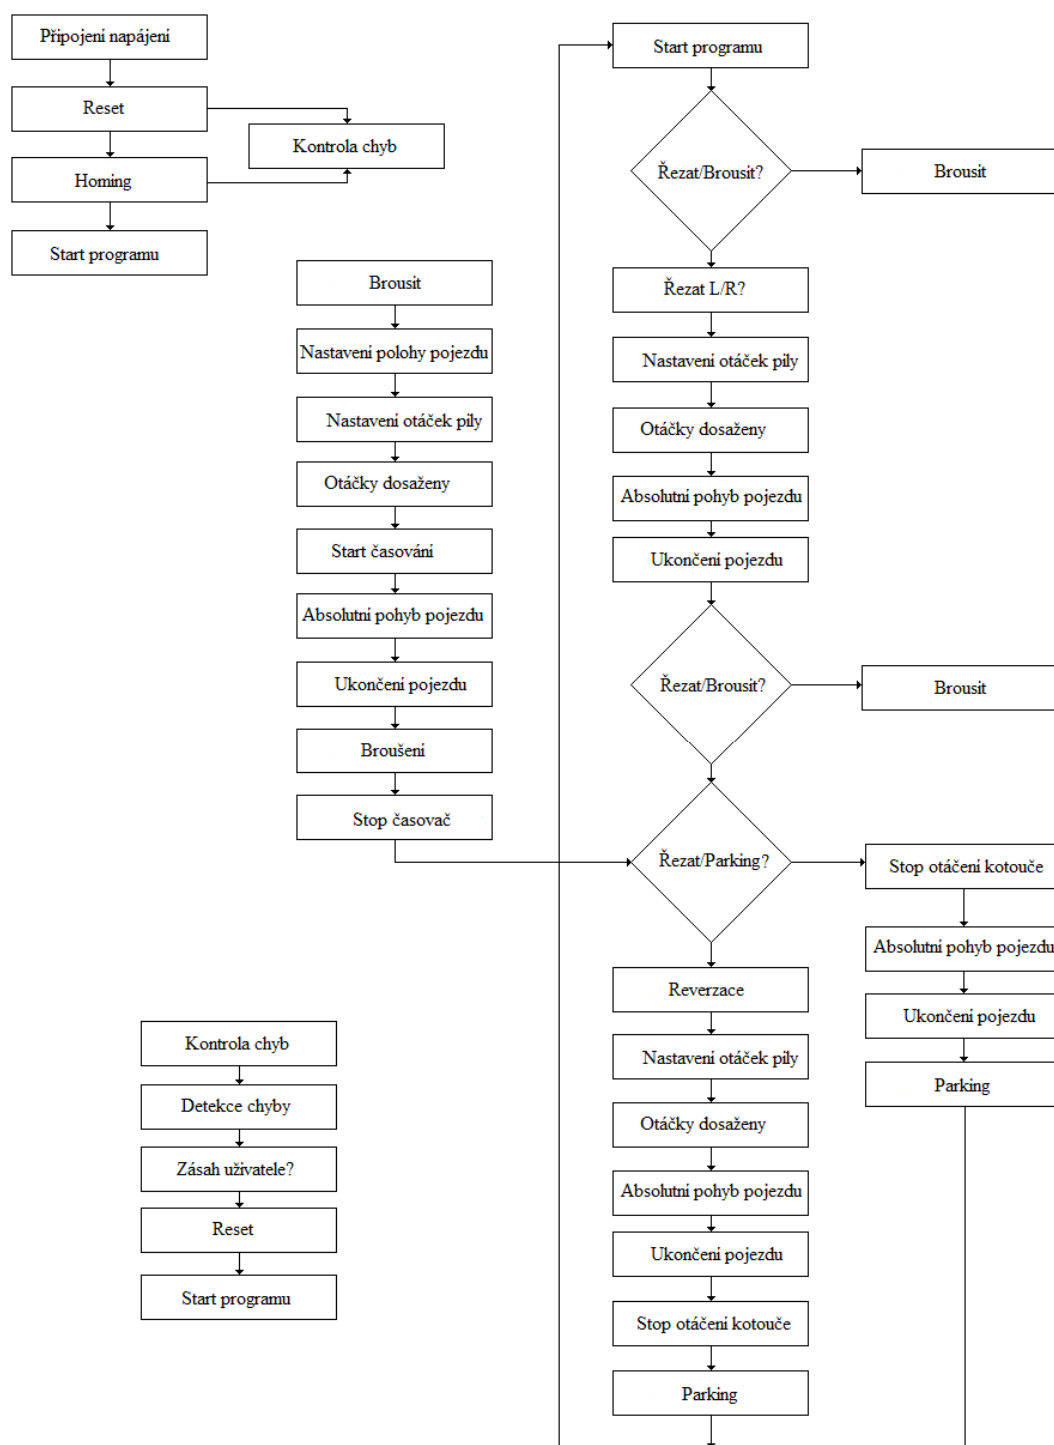 Připojení napájení
Reset
Kontrola chyb
Homing
Start programu
Brousit
Nastavení polohy pojezdu
Nastavení otáček pily
Otáčky dosaženy
Start časování
Absolutní pohyb pojezdu
Ukončení pojezdu
Broušení
Stop časovač
Kontrola chyb
Detekce chyby
Zásah uživatele?
Reset
Start programu
Start programu
Řezat/Brousit?
Brousit
Řezat L/R?
Nastavení otáček pily
Otáčky dosaženy
Absolutní pohyb pojezdu
Ukončení pojezdu
Řezat/Brousit?
Brousit
Řezat/Parking?
Reverzace
Nastavení otáček pily
Otáčky dosaženy
Absolutní pohyb pojezdu
Ukončení pojezdu
Stop otáčení kotouče
Parking
Stop otáčení kotouče
Absolutní pohyb pojezdu
Ukončení pojezdu
Parking